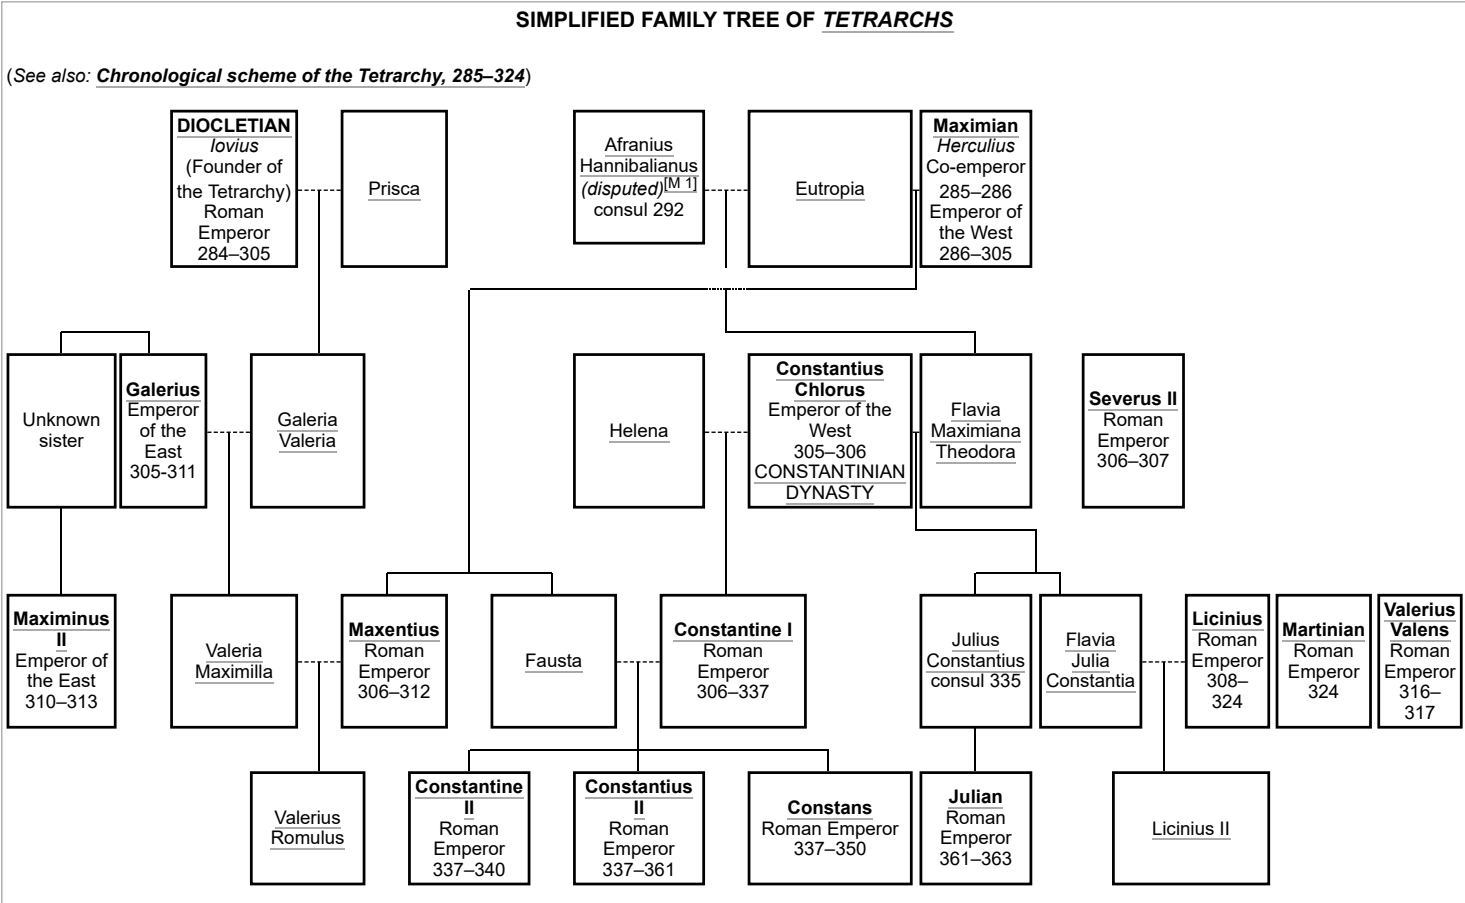 SIMPLIFIED FAMILY TREE OF TETRARCHS
(See also: Chronological scheme of the Tetrarchy, 285–324)
DIOCLETIAN
Iovius
(Founder of
the Tetrarchy)
Roman
Emperor
284–305
Prisca
Afranius
Hannibalianus
(disputed)[M 1]
consul 292
Eutropia
Maximian
Herculius
Co-emperor
285–286
Emperor of
the West
286–305
Unknown
sister
Galerius
Emperor
of the
East
305-311
Galeria
Valeria
Helena
Constantius
Chlorus
Emperor of the
West
305–306
CONSTANTINIAN
DYNASTY
Flavia
Maximiana
Theodora
Severus II
Roman
Emperor
306–307
Maximinus
II
Emperor of
the East
310–313
Valeria
Maximilla
Maxentius
Roman
Emperor
306–312
Fausta
Constantine I
Roman
Emperor
306–337
Julius
Constantius
consul 335
Flavia
Julia
Constantia
Licinius
Roman
Emperor
308–
324
Martinian
Roman
Emperor
324
Valerius
Valens
Roman
Emperor
316–
317
Valerius
Romulus
Constantine
II
Roman
Emperor
337–340
Constantius
II
Roman
Emperor
337–361
Constans
Roman Emperor
337–350
Julian
Roman
Emperor
361–363
Licinius II